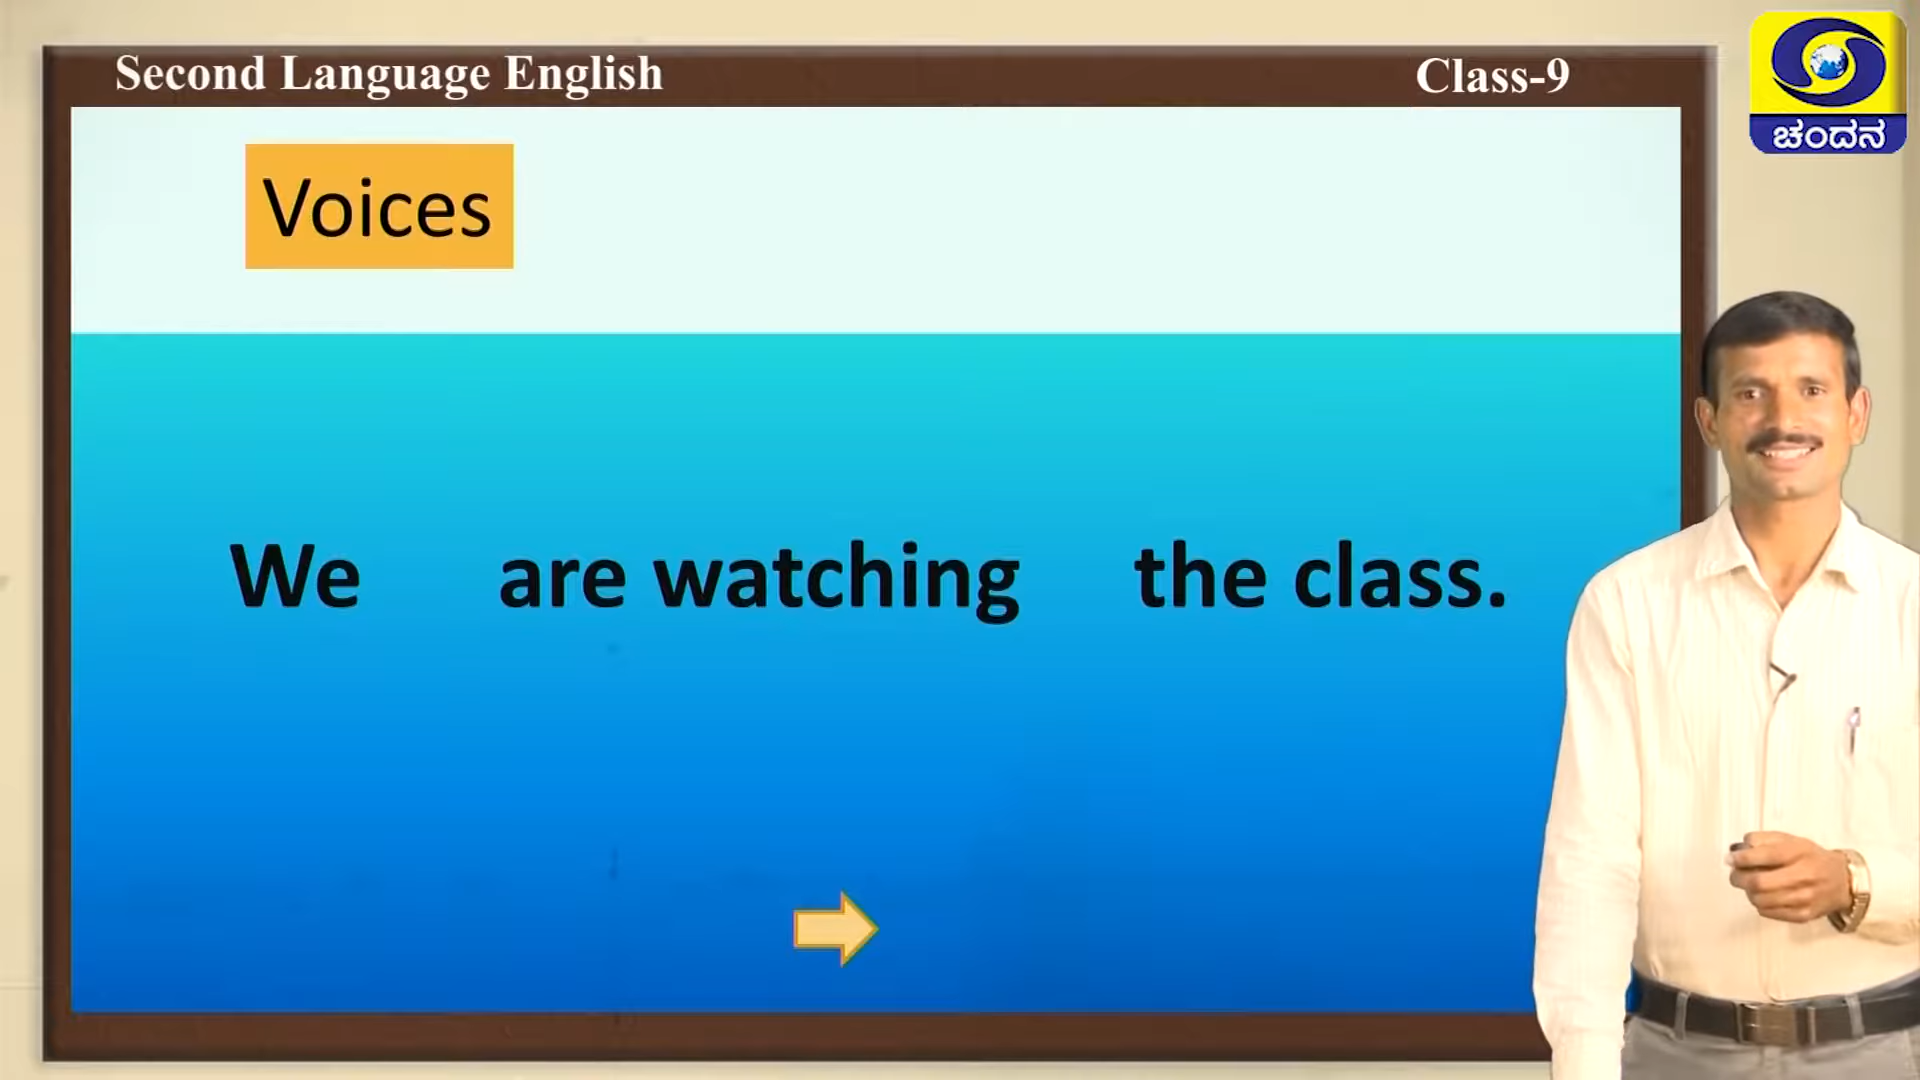 Second Language English
Class-9
ಚಂದನ
Voices
We are watching the class.